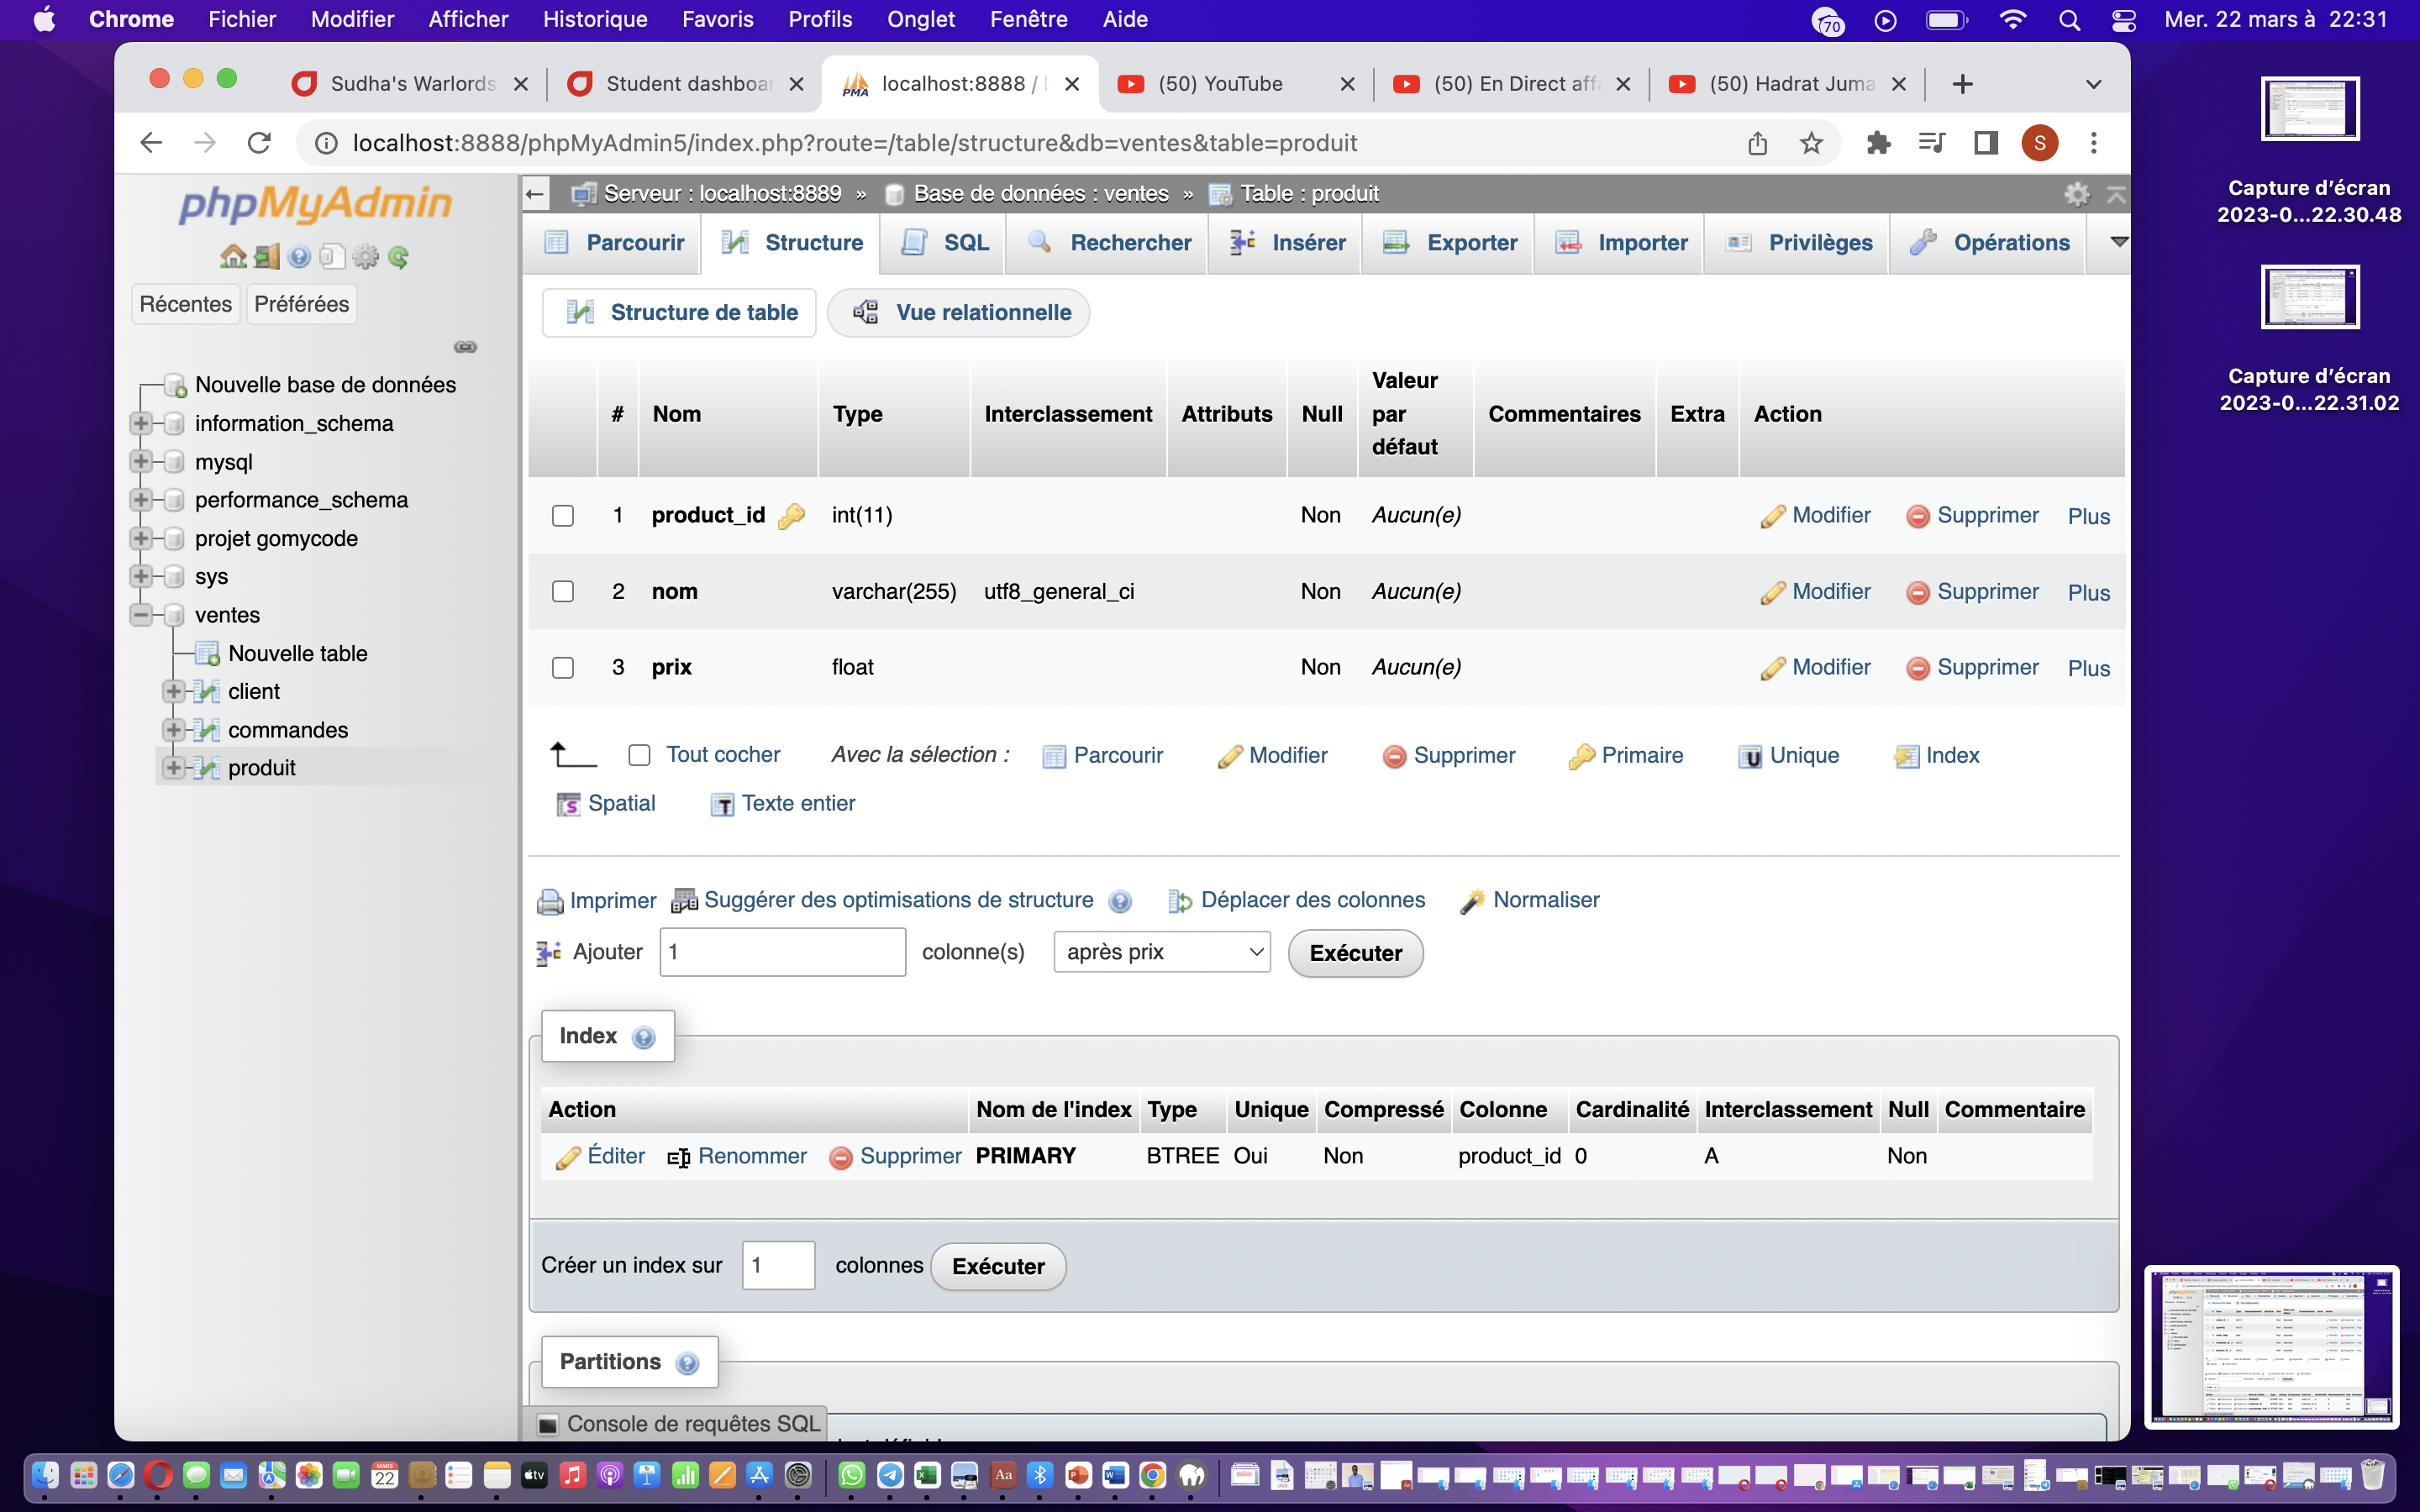 Chrome Fichier Modifier Afficher Historique Favoris Profils Onglet Fenêtre Aide 70 Mer. 22 mars à 22:31
Sudha's Warlords Student dashboar localhost:8888 / (50) YouTube (50) En Direct affa (50) Hadrat Juma
localhost:8888/phpMyAdmin5/index.php?route=/table/structure&db=ventes&table=produit S
Capture d'écran
2023-0...22.30.48
Capture d'écran
2023-0...22.31.02
phpMyAdmin
Récentes Préférées
Nouvelle base de données
information_schema
mysql
performance_schema
projet gomycode
sys
ventes
Nouvelle table
client
commandes
produit
Serveur : localhost:8889 » Base de données : ventes » Table : produit
Parcourir Structure SQL Rechercher Insérer Exporter Importer Privilèges Opérations
Structure de table Vue relationnelle
# Nom Type Interclassement Attributs Null Valeur par défaut Commentaires Extra Action
1 product_id int(11) Non Aucun(e) Modifier Supprimer Plus
2 nom varchar(255) utf8_general_ci Non Aucun(e) Modifier Supprimer Plus
3 prix float Non Aucun(e) Modifier Supprimer Plus
Tout cocher Avec la sélection : Parcourir Modifier Supprimer Primaire Unique Index
Spatial Texte entier
Imprimer Suggérer des optimisations de structure Déplacer des colonnes Normaliser
Ajouter 1 colonne(s) après prix Exécuter
Index
Action Nom de l'index Type Unique Compressé Colonne Cardinalité Interclassement Null Commentaire
Éditer Renommer Supprimer PRIMARY BTREE Oui Non product_id 0 A Non
Créer un index sur 1 colonnes Exécuter
Partitions
Console de requêtes SQL
MARS
22
tv
Aa